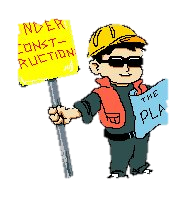 NDER
CONST-
RUCTION
THE
PLA